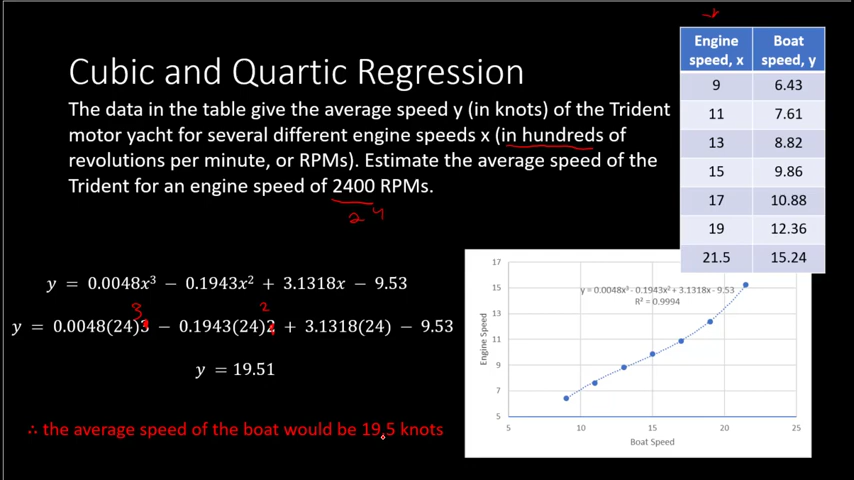 Cubic and Quartic Regression
The data in the table give the average speed y (in knots) of the Trident
motor yacht for several different engine speeds x (in hundreds of
revolutions per minute, or RPMs). Estimate the average speed of the
Trident for an engine speed of 2400 RPMs.
24
y = 0.0048x³ − 0.1943x² + 3.1318x − 9.53
3 2
y = 0.0048(24)3 − 0.1943(24)2 + 3.1318(24) − 9.53
y = 19.51
∴ the average speed of the boat would be 19.5 knots
Engine speed, x Boat speed, y
9 6.43
11 7.61
13 8.82
15 9.86
17 10.88
19 12.36
21.5 15.24
17
y = 0.0048x³ - 0.1943x² + 3.1318x - 9.53
R² = 0.9994
15
13
11
9
7
5
Engine Speed
5 10 15 20 25
Boat Speed